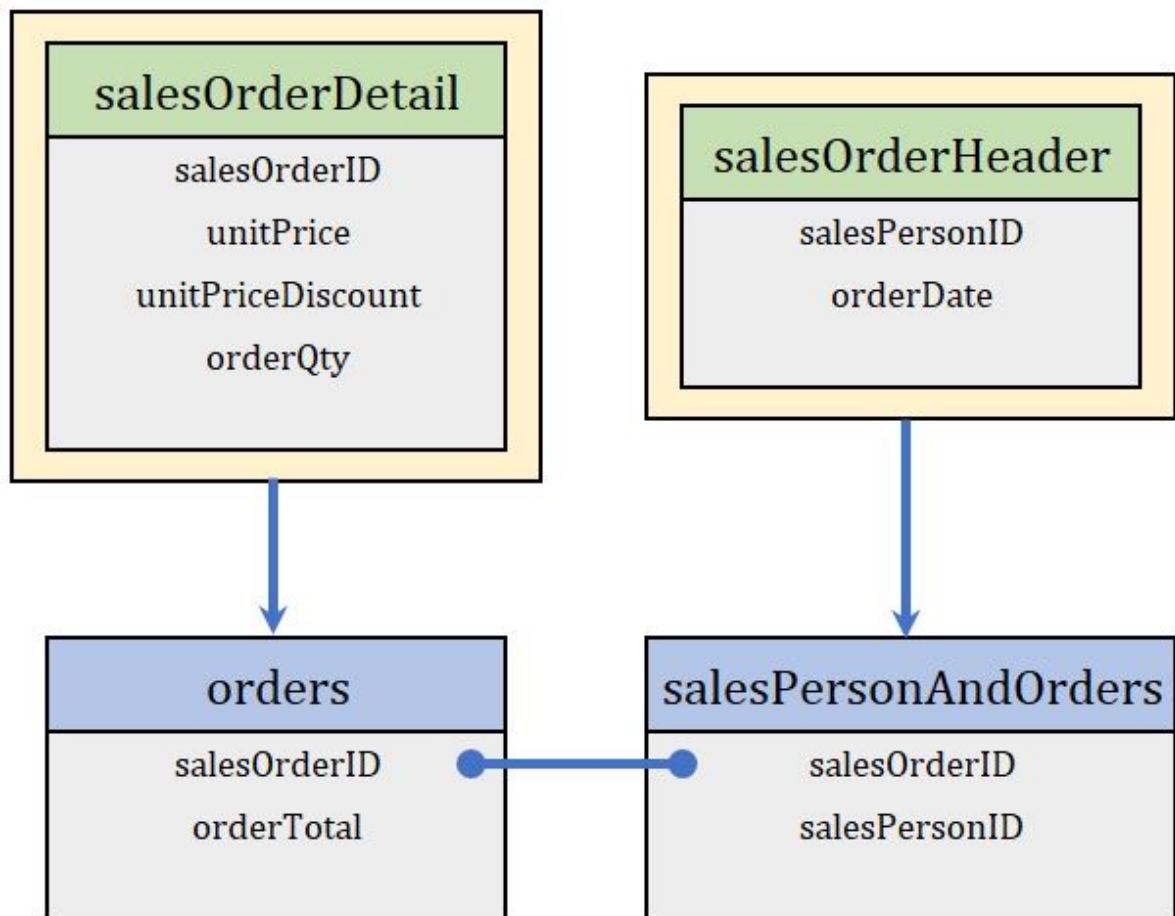 salesOrderDetail
salesOrderID
unitPrice
unitPriceDiscount
orderQty
salesOrderHeader
salesPersonID
orderDate
orders
salesOrderID
orderTotal
salesPersonAndOrders
salesOrderID
salesPersonID